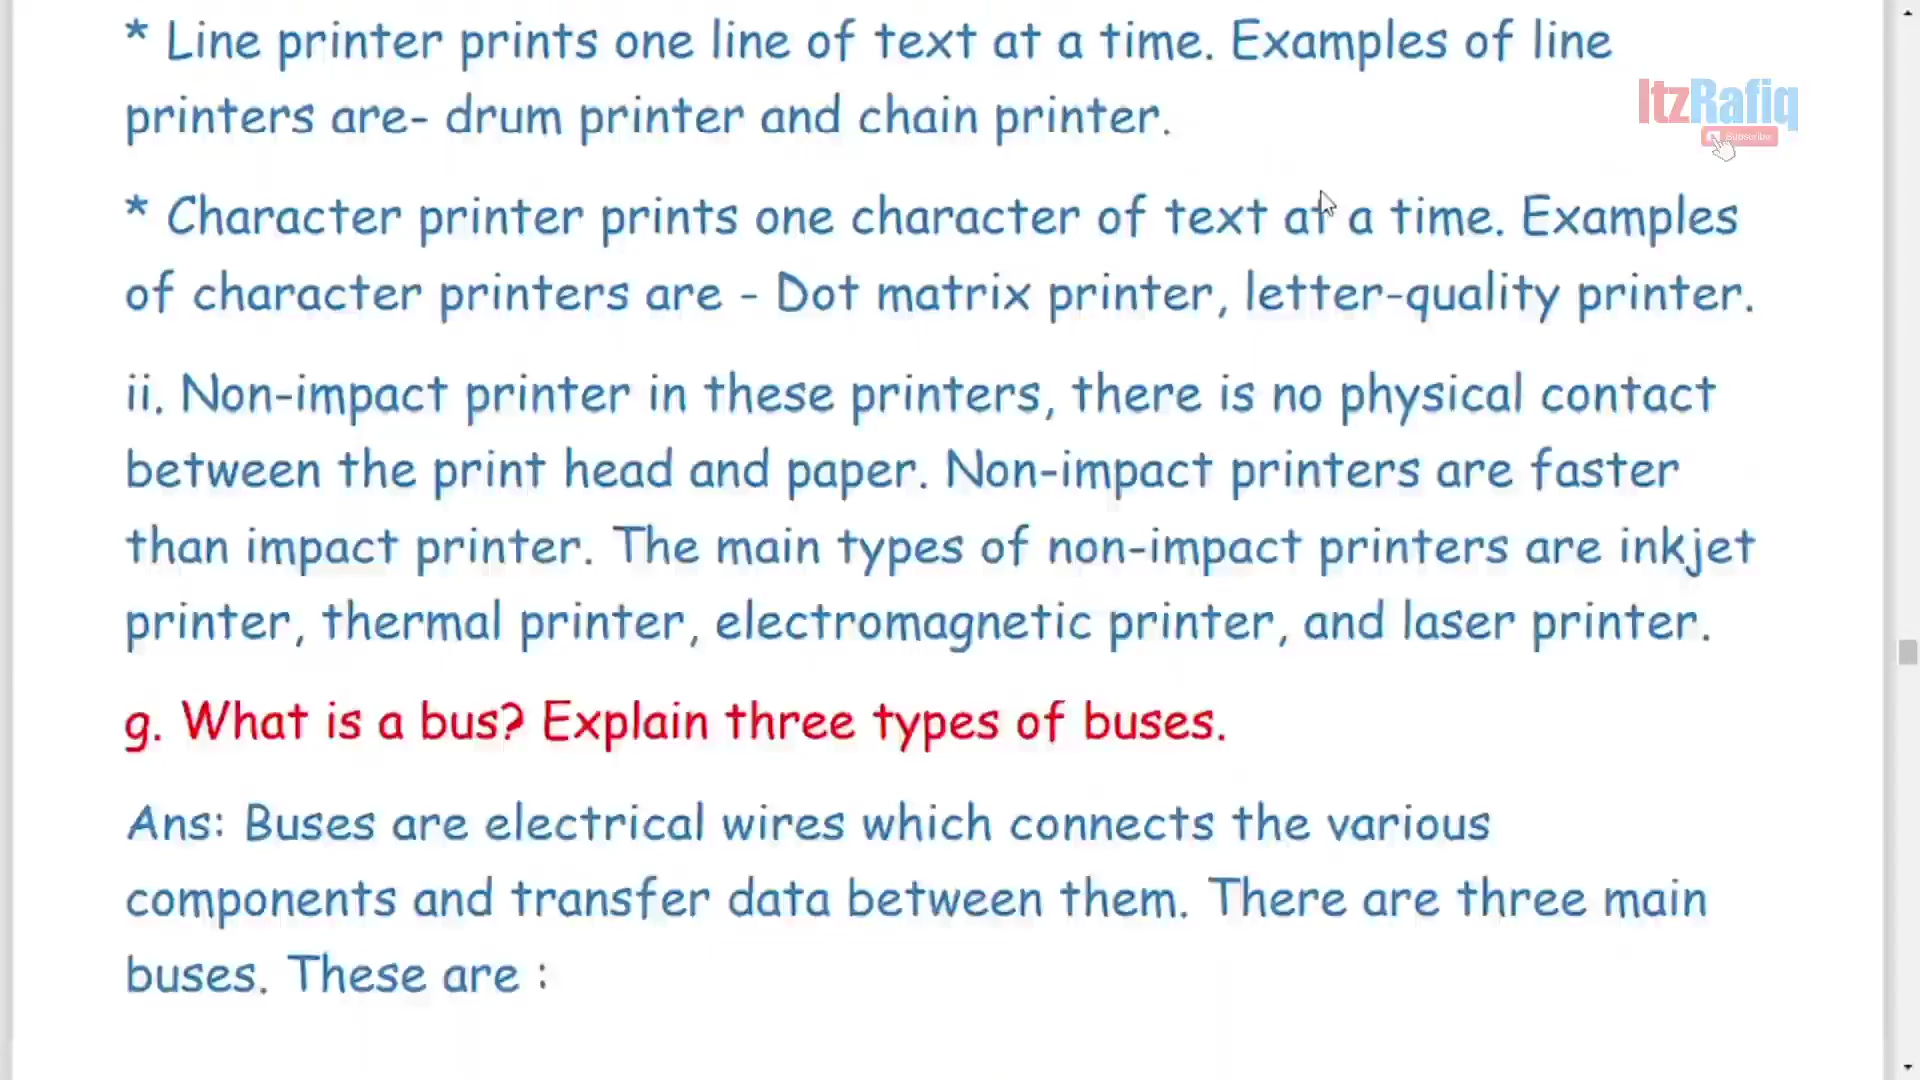 * Line printer prints one line of text at a time. Examples of line
printers are- drum printer and chain printer.
ItzRafiq
Subscribe
* Character printer prints one character of text at a time. Examples
of character printers are - Dot matrix printer, letter-quality printer.
ii. Non-impact printer in these printers, there is no physical contact
between the print head and paper. Non-impact printers are faster
than impact printer. The main types of non-impact printers are inkjet
printer, thermal printer, electromagnetic printer, and laser printer.
g. What is a bus? Explain three types of buses.
Ans: Buses are electrical wires which connects the various
components and transfer data between them. There are three main
buses. These are :